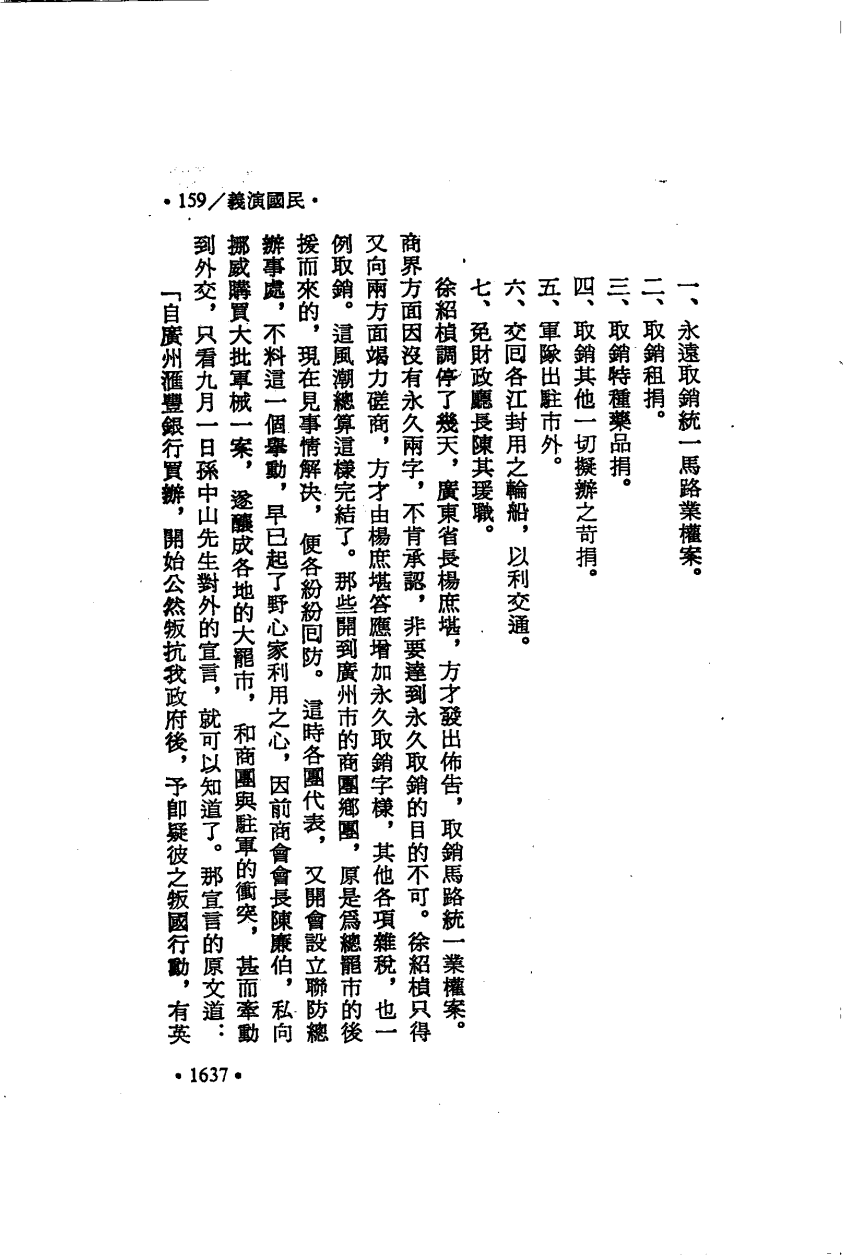 一、永遠取銷統一馬路業權案。
二、取銷租捐。
三、取銷特種藥品捐。
四、取銷其他一切擬辦之苛捐。
五、軍隊出駐市外。
六、交回各江封用之輪船，以利交通。
七、免財政廳長陳其瑗職。
徐紹楨調停了幾天，廣東省長楊庶堪，方才發出佈告，取銷馬路統一業權案。
商界方面因沒有永久兩字，不肯承認，非要達到永久取銷的目的不可。徐紹楨只得
又向兩方面竭力磋商，方才由楊庶堪答應增加永久取銷字樣，其他各項雜稅，也一
例取銷。這風潮總算這樣完結了。那些開到廣州市的商團鄉團，原是爲總罷市的後
援而來的，現在見事情解決，便各紛紛回防。這時各團代表，又開會設立聯防總
辦事處，不料這一個舉動，早已起了野心家利用之心，因前商會會長陳廉伯，私向
挪威購買大批軍械一案，遂釀成各地的大罷市，和商團與駐軍的衝突，甚而牽動
到外交，只看九月一日孫中山先生對外的宣言，就可以知道了。那宣言的原文道：
「自廣州滙豐銀行買辦，開始公然叛抗我政府後，予卽疑彼之叛國行動，有英
•159／義演國民•
•1637•